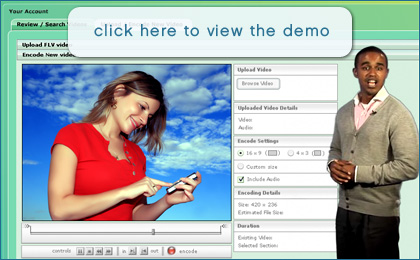 Your Account
Review / Search
click here to view the demo
Upload FLV vide
Encode New video
Upload Video
Browse Video
Uploaded Video Details
Video
Audio
Encode Settings
16 x 9
4 x 3
Custom size
Include Audio
Encoding Details
Size: 420 x 236
Estimated File Size:
Duration
Existing Video
Selected Section:
controls
in
out
encode